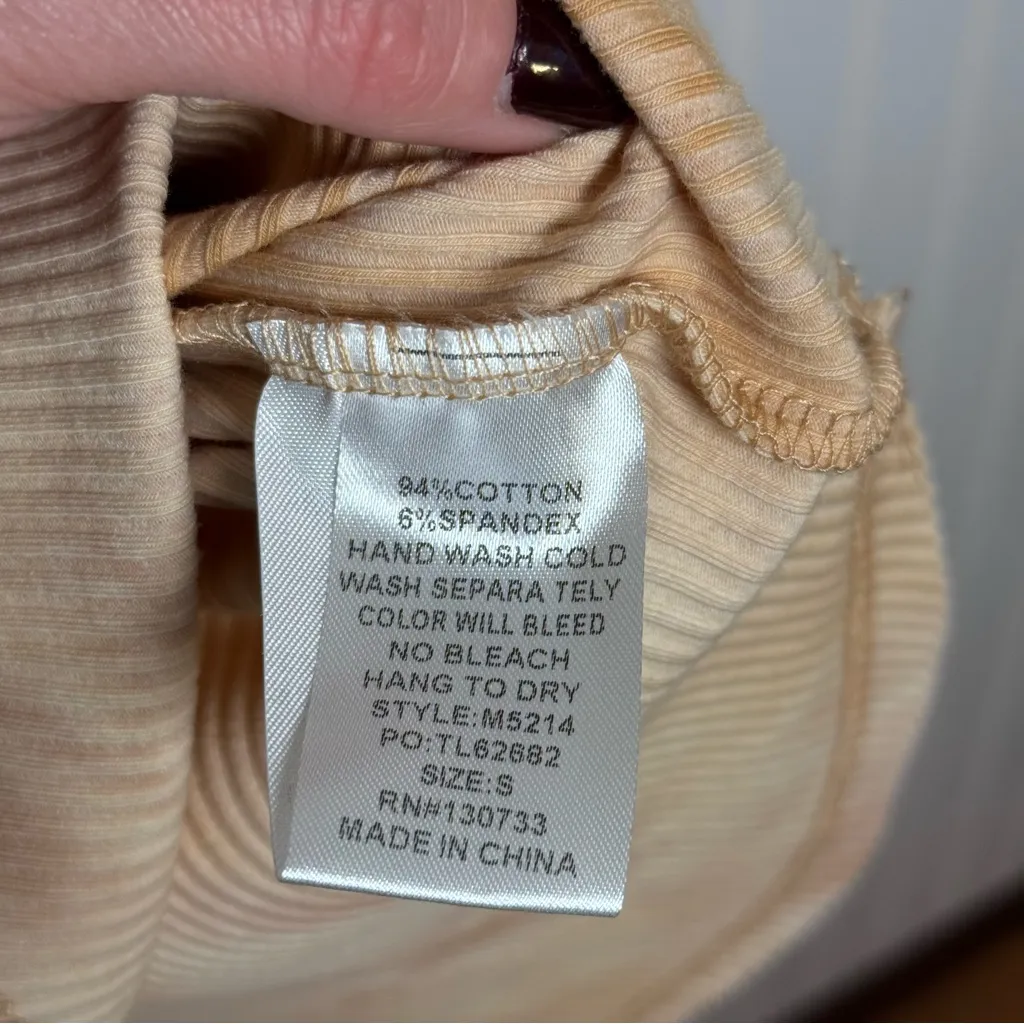 94%COTTON
6%SPANDEX
HAND WASH COLD
WASH SEPARA TELY
COLOR WILL BLEED
NO BLEACH
HANG TO DRY
STYLE:M5214
PO:TL62682
SIZE:S
RN#130733
MADE IN CHINA